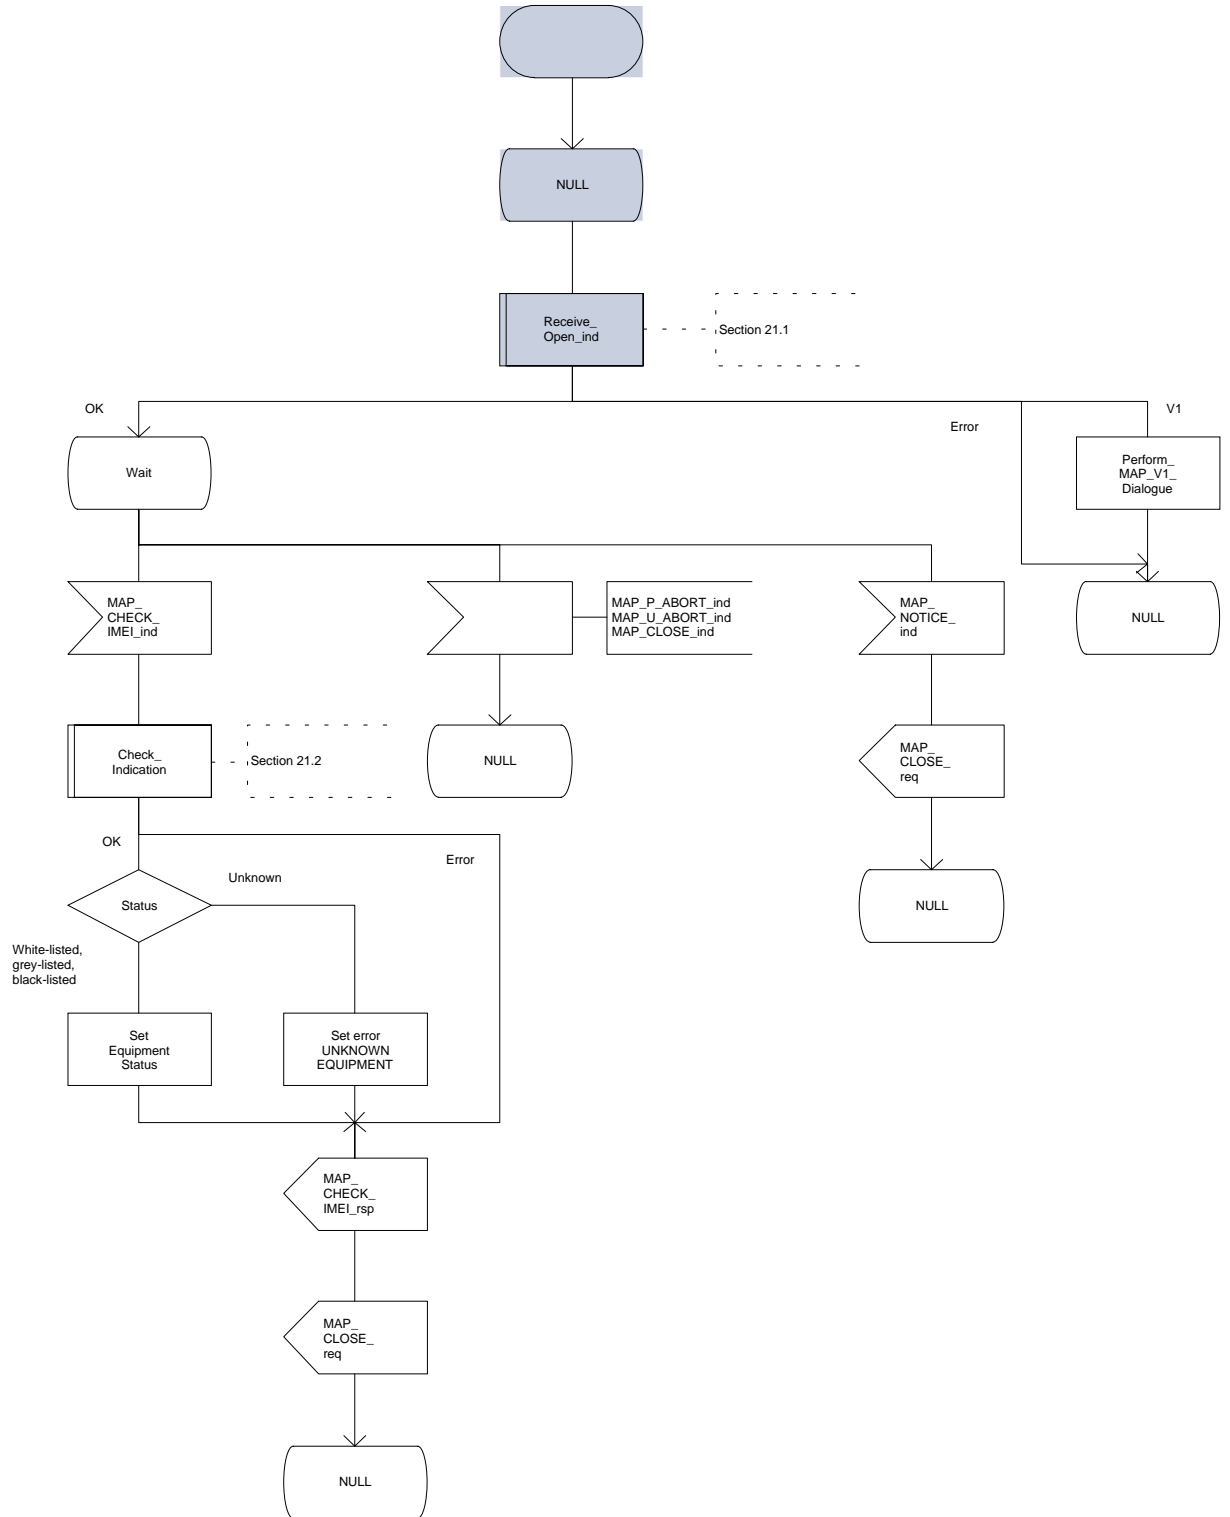 NULL
Receive_
Open_ind
Section 21.1
OK
Error
V1
Wait
Perform_
MAP_V1_
Dialogue
MAP_
CHECK_
IMEI_ind
MAP_P_ABORT_ind
MAP_U_ABORT_ind
MAP_CLOSE_ind
MAP_
NOTICE_
ind
NULL
Check_
Indication
Section 21.2
NULL
MAP_
CLOSE_
req
OK
Error
Unknown
Status
NULL
White-listed,
grey-listed,
black-listed
Set
Equipment
Status
Set error
UNKNOWN
EQUIPMENT
MAP_
CHECK_
IMEI_rsp
MAP_
CLOSE_
req
NULL